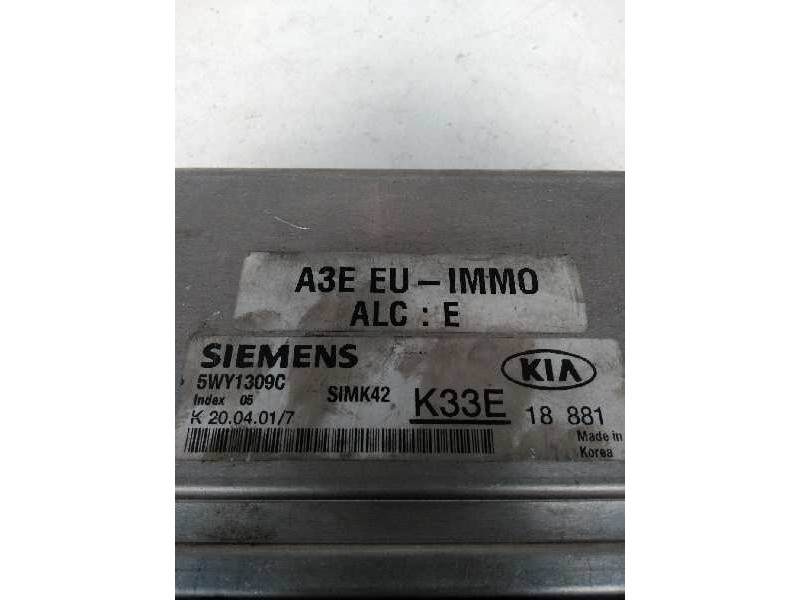 A3E EU-IMMO
ALC : E
SIEMENS
KIA
5WY1309C
SIMK42
K33E
18 881
Index 05
K 20.04.01/7
Made in
Korea